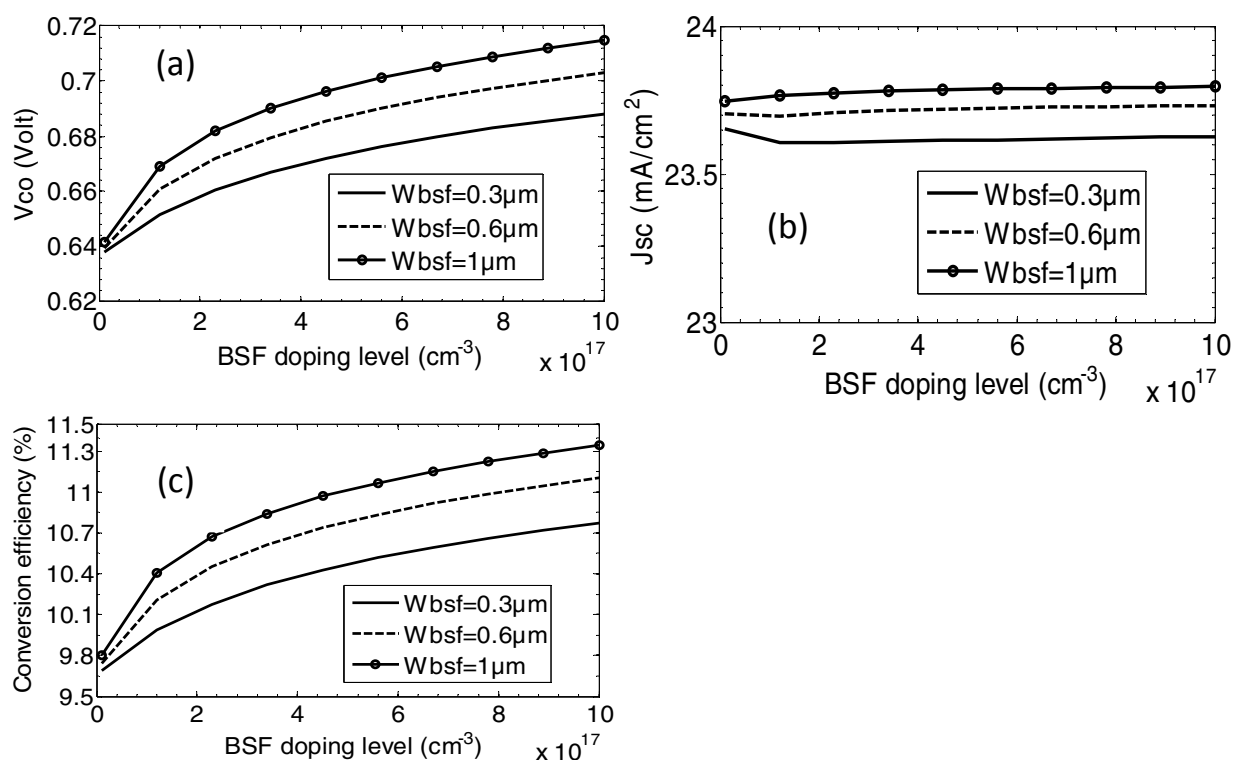 0.72
0.7
0.68
0.66
0.64
0.62
Vco (Volt)
(a)
Wbsf=0.3µm
Wbsf=0.6µm
Wbsf=1µm
0 2 4 6 8 10
BSF doping level (cm-3) x 10^17
24
23.5
23
Jsc (mA/cm2)
(b)
Wbsf=0.3µm
Wbsf=0.6µm
Wbsf=1µm
0 2 4 6 8 10
BSF doping level (cm-3) x 10^17
11.5
11.3
11
10.7
10.4
10.1
9.8
9.5
Conversion efficiency (%)
(c)
Wbsf=0.3µm
Wbsf=0.6µm
Wbsf=1µm
0 2 4 6 8 10
BSF doping level (cm-3) x 10^17